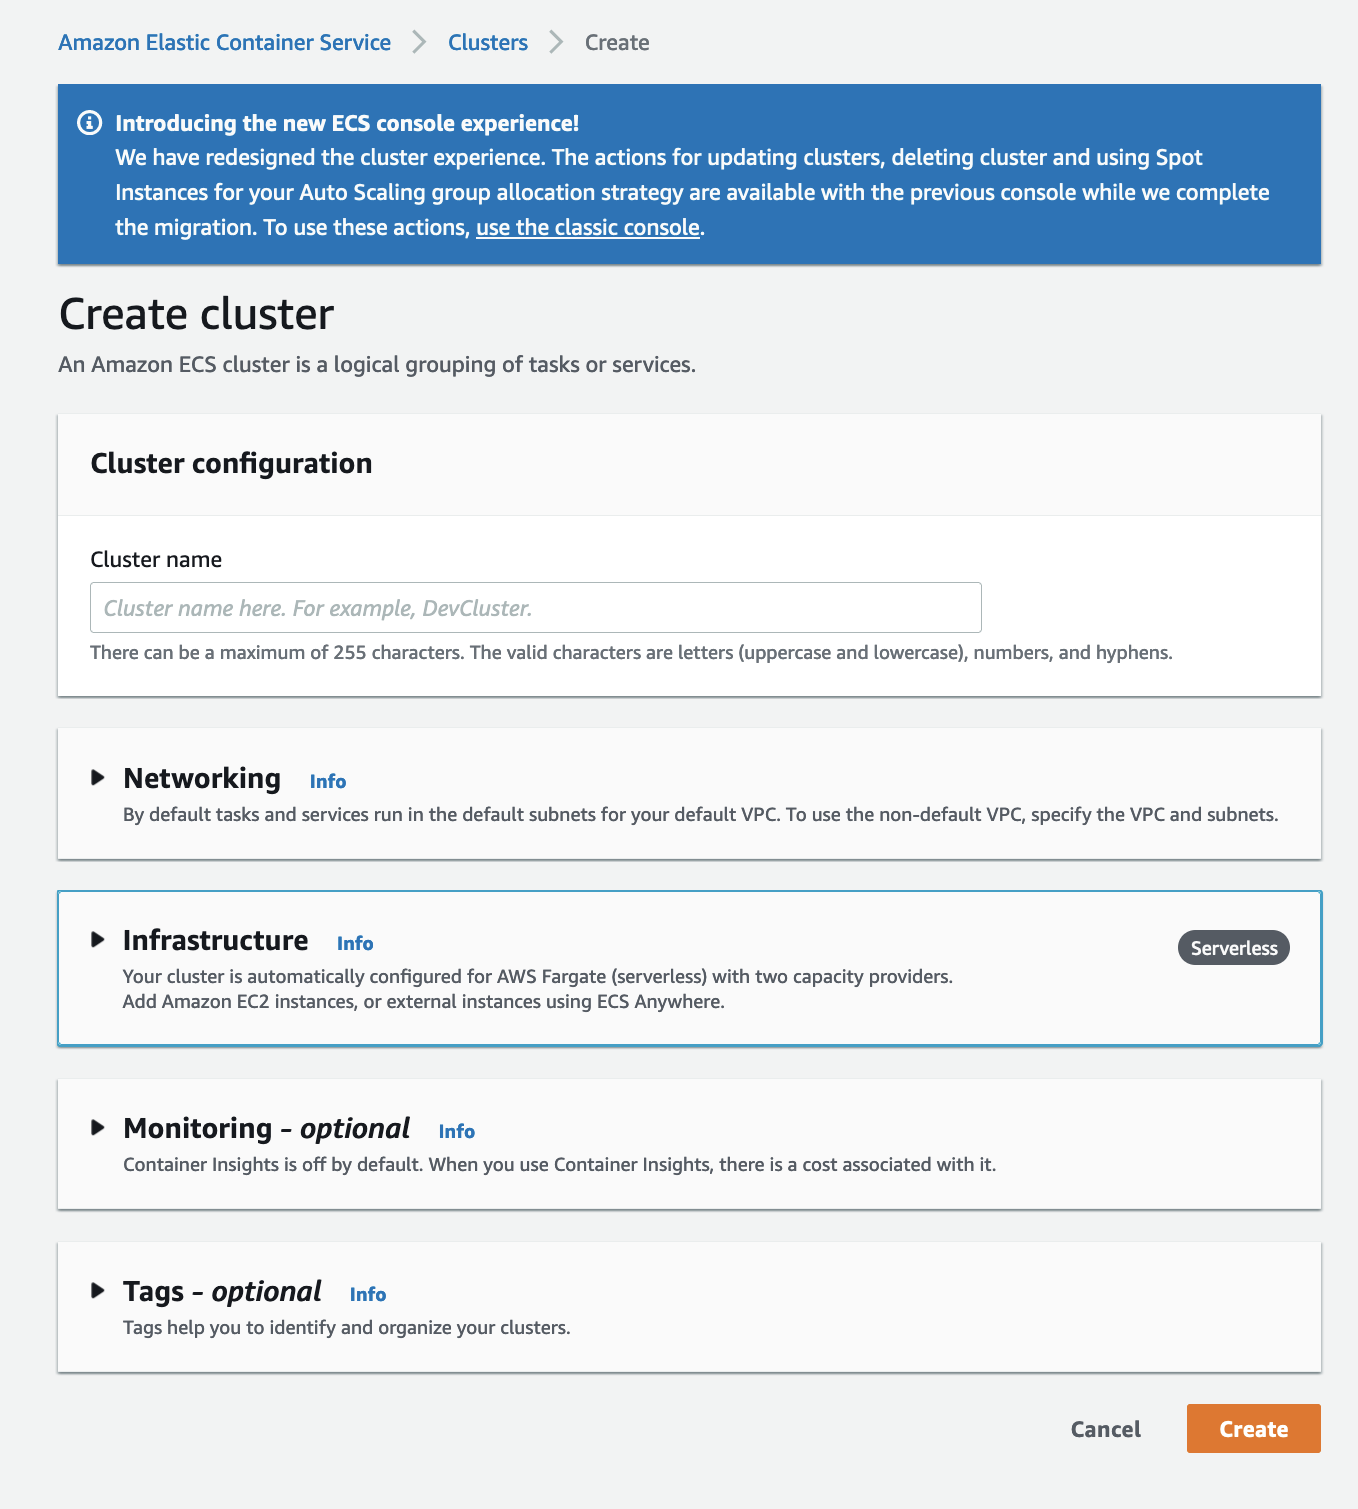 Amazon Elastic Container Service > Clusters > Create
Introducing the new ECS console experience!
We have redesigned the cluster experience. The actions for updating clusters, deleting cluster and using Spot
Instances for your Auto Scaling group allocation strategy are available with the previous console while we complete
the migration. To use these actions, use the classic console.
Create cluster
An Amazon ECS cluster is a logical grouping of tasks or services.
Cluster configuration
Cluster name
Cluster name here. For example, DevCluster.
There can be a maximum of 255 characters. The valid characters are letters (uppercase and lowercase), numbers, and hyphens.
Networking Info
By default tasks and services run in the default subnets for your default VPC. To use the non-default VPC, specify the VPC and subnets.
Infrastructure Info Serverless
Your cluster is automatically configured for AWS Fargate (serverless) with two capacity providers.
Add Amazon EC2 instances, or external instances using ECS Anywhere.
Monitoring - optional Info
Container Insights is off by default. When you use Container Insights, there is a cost associated with it.
Tags - optional Info
Tags help you to identify and organize your clusters.
Cancel Create